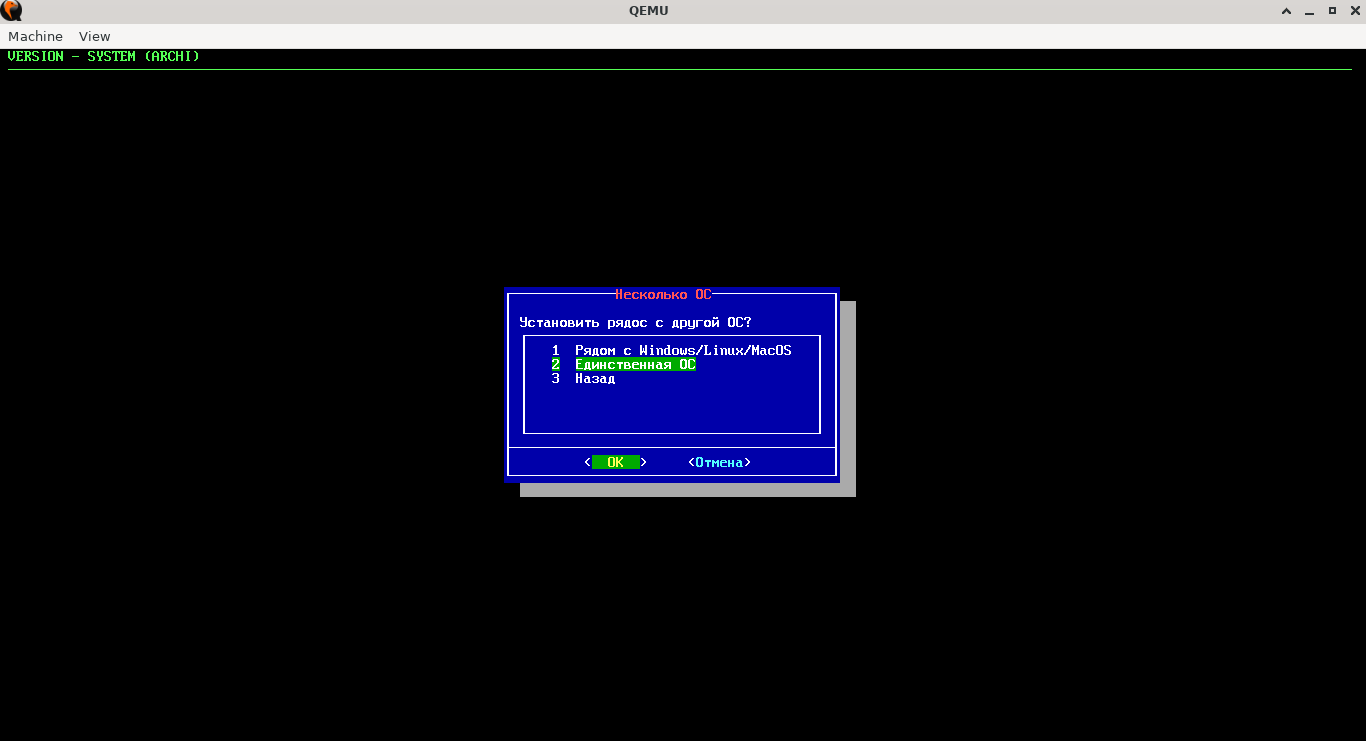 QEMU
Machine View
VERSION - SYSTEM (ARCHI)
Несколько ОС
Установить рядос с другой ОС?
1 Рядом с Windows/Linux/MacOS
2 Единственная ОС
3 Назад
< OK > <Отмена>